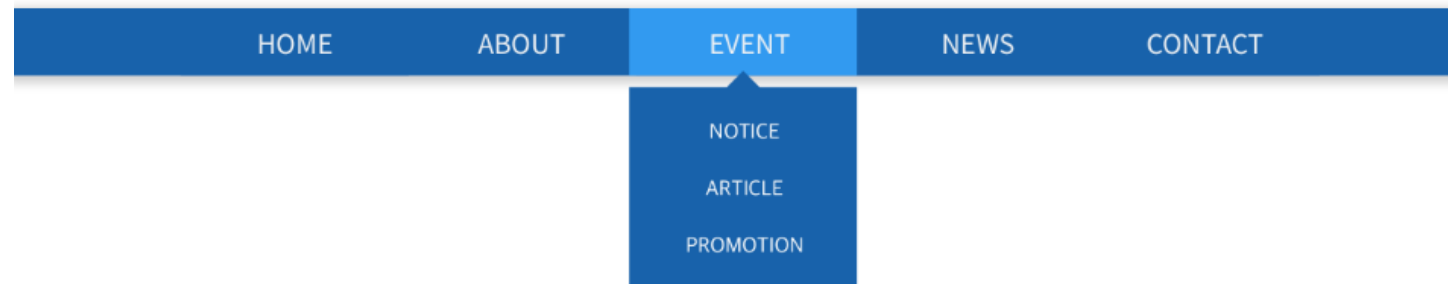 HOME ABOUT EVENT NEWS CONTACT
NOTICE
ARTICLE
PROMOTION